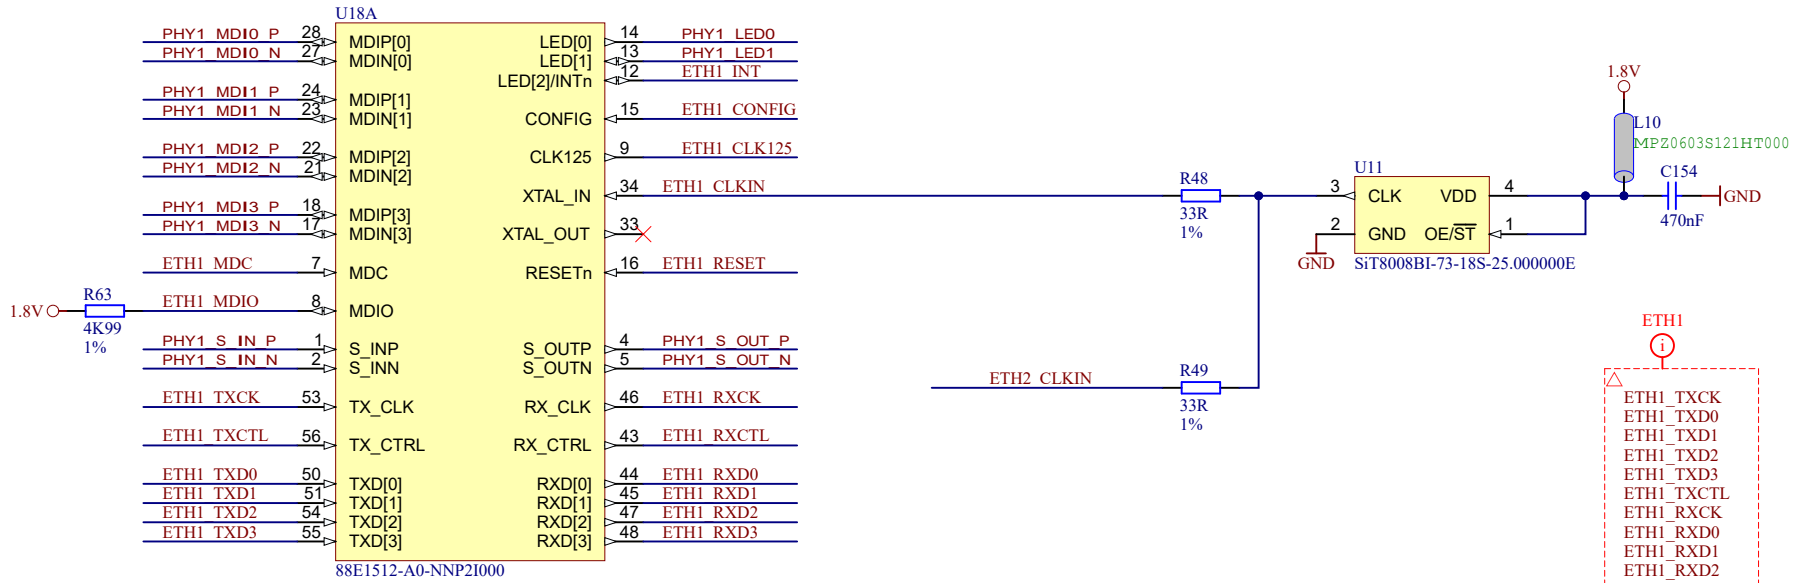 U18A
PHY1_MDI0_P 28 MDIP[0] LED[0] 14 PHY1_LED0
PHY1_MDI0_N 27 MDIN[0] LED[1] 13 PHY1_LED1
LED[2]/INTn 12 ETH1_INT
PHY1_MDI1_P 24 MDIP[1]
PHY1_MDI1_N 23 MDIN[1] CONFIG 15 ETH1_CONFIG
PHY1_MDI2_P 22 MDIP[2] CLK125 9 ETH1_CLK125
PHY1_MDI2_N 21 MDIN[2]
XTAL_IN 34 ETH1_CLKIN
PHY1_MDI3_P 18 MDIP[3]
PHY1_MDI3_N 17 MDIN[3] XTAL_OUT 33
ETH1_MDC 7 MDC RESETn 16 ETH1_RESET
R63
1.8V ETH1_MDIO 8 MDIO
4K99
1%
PHY1_S_IN_P 1 S_INP S_OUTP 4 PHY1_S_OUT_P
PHY1_S_IN_N 2 S_INN S_OUTN 5 PHY1_S_OUT_N
ETH1_TXCK 53 TX_CLK RX_CLK 46 ETH1_RXCK
ETH1_TXCTL 56 TX_CTRL RX_CTRL 43 ETH1_RXCTL
ETH1_TXD0 50 TXD[0] RXD[0] 44 ETH1_RXD0
ETH1_TXD1 51 TXD[1] RXD[1] 45 ETH1_RXD1
ETH1_TXD2 54 TXD[2] RXD[2] 47 ETH1_RXD2
ETH1_TXD3 55 TXD[3] RXD[3] 48 ETH1_RXD3
88E1512-A0-NNP2I000
R48
33R
1%
ETH2_CLKIN
R49
33R
1%
1.8V
L10
MPZ0603S121HT000
U11
3 CLK VDD 4
2 GND OE/ST 1
GND
SiT8008BI-73-18S-25.000000E
C154
GND
470nF
ETH1
i
ETH1_TXCK
ETH1_TXD0
ETH1_TXD1
ETH1_TXD2
ETH1_TXD3
ETH1_TXCTL
ETH1_RXCK
ETH1_RXD0
ETH1_RXD1
ETH1_RXD2